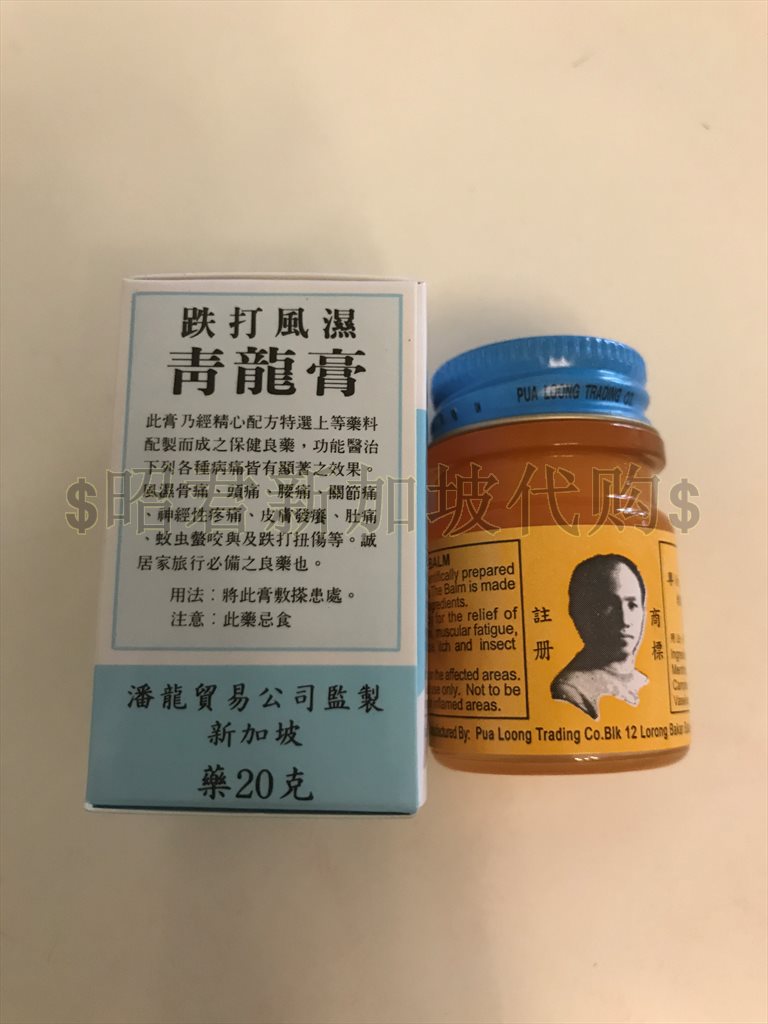 跌打風濕
靑龍膏
此膏乃經精心配方特選上等藥料
配製而成之保健良藥，功能醫治
下列各種病痛皆有顯著之效果。
風濕骨痛、頭痛、腰痛、關節痛
、神經性疼痛、皮膚發癢、肚痛
、蚊虫螫咬與及跌打扭傷等。誠
居家旅行必備之良藥也。
用法：將此膏敷搽患處。
注意：此藥忌食
潘龍貿易公司監製
新加坡
藥20克
$昭君新加坡代购$
PUA LOONG TRADING CO.
BALM
prepared
The Balm is made
for the relief of
muscular fatigue,
itch and insect
the affected areas.
use only. Not to be
inflamed areas.
註冊
商標
By: Pua Loong Trading Co.Blk 12 Lorong Bakar